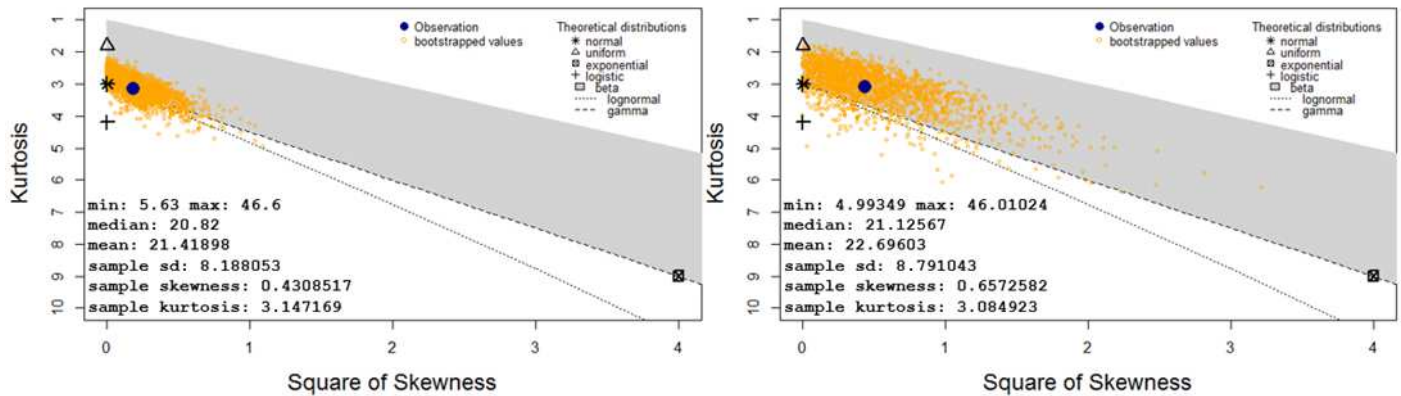 Observation
bootstrapped values
Theoretical distributions
normal
uniform
exponential
logistic
beta
lognormal
gamma
Kurtosis
1
2
3
4
5
6
7
8
9
10
min: 5.63 max: 46.6
median: 20.82
mean: 21.41898
sample sd: 8.188053
sample skewness: 0.4308517
sample kurtosis: 3.147169
0 1 2 3 4
Square of Skewness
Observation
bootstrapped values
Theoretical distributions
normal
uniform
exponential
logistic
beta
lognormal
gamma
Kurtosis
1
2
3
4
5
6
7
8
9
10
min: 4.99349 max: 46.01024
median: 21.12567
mean: 22.69603
sample sd: 8.791043
sample skewness: 0.6572582
sample kurtosis: 3.084923
0 1 2 3 4
Square of Skewness